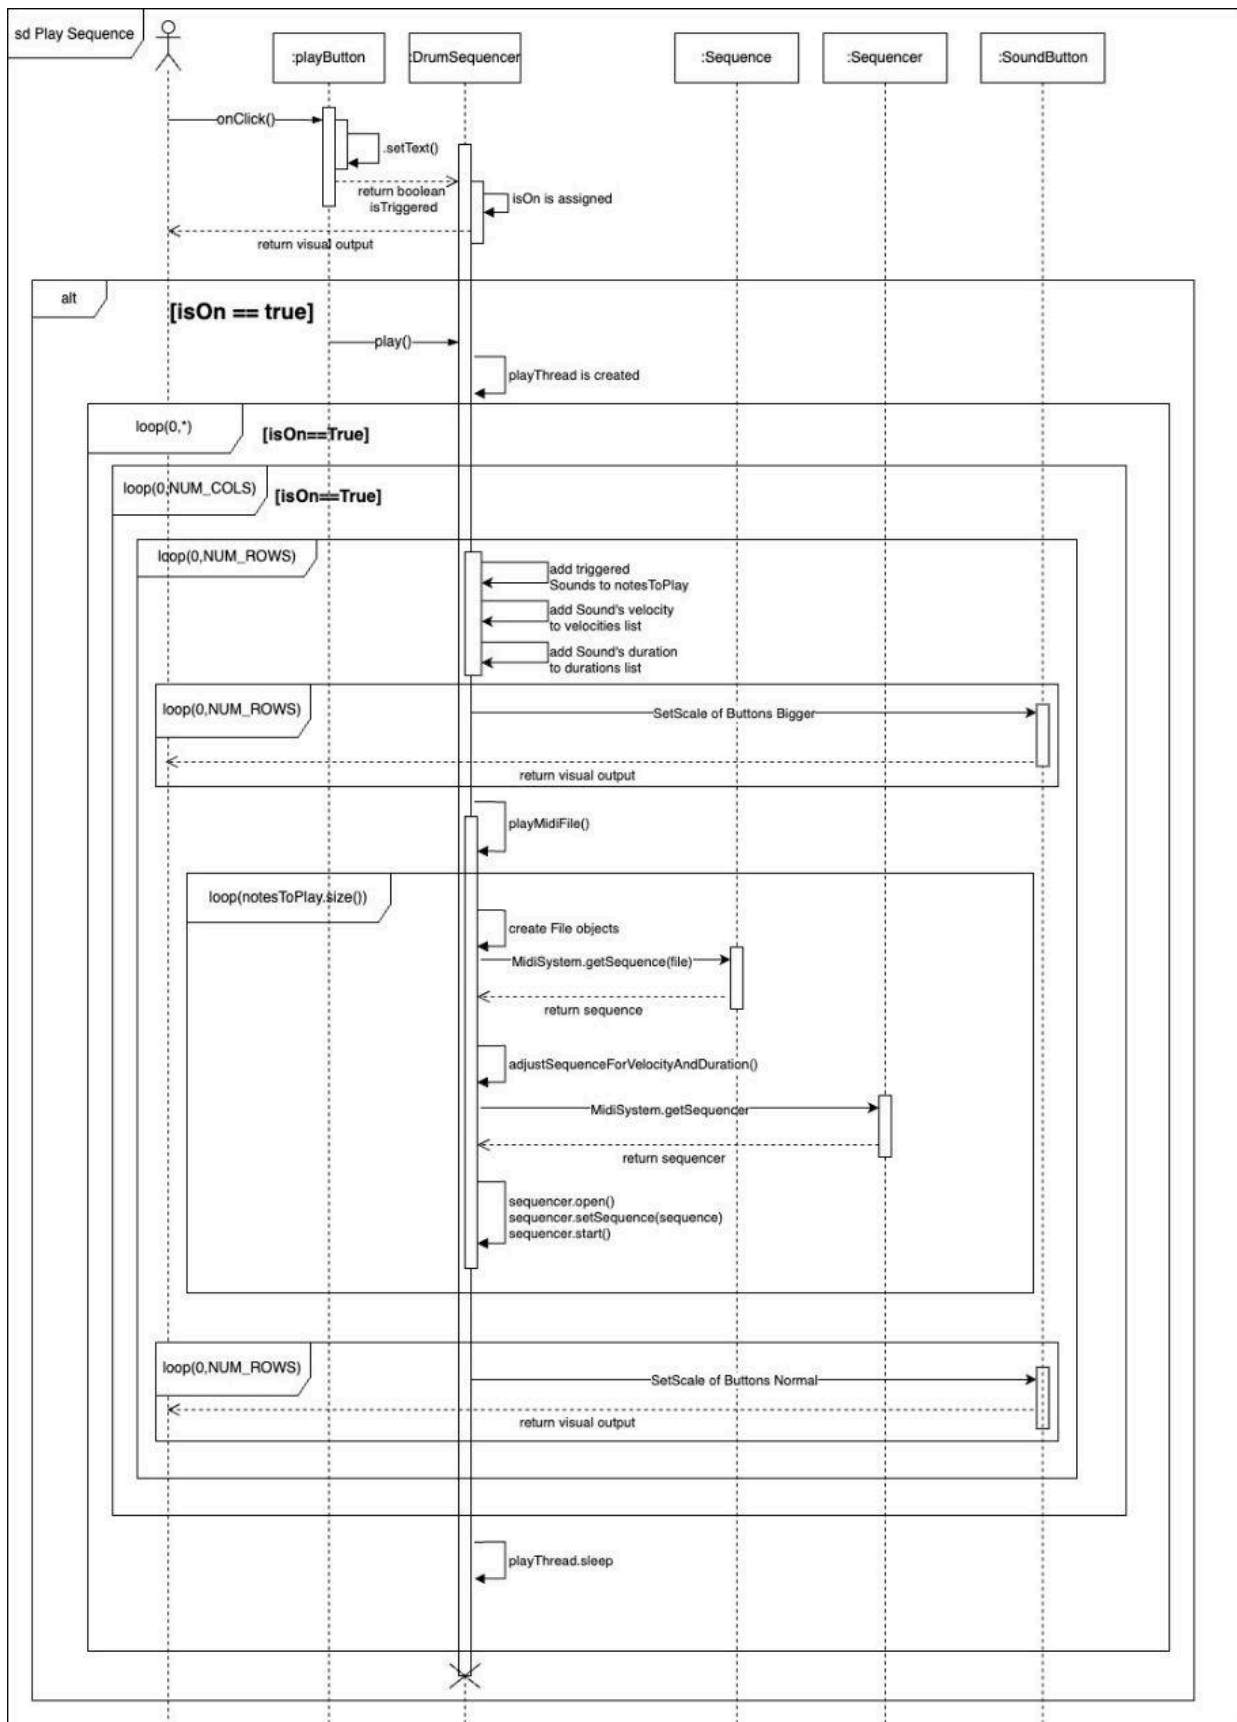 sd Play Sequence
:playButton
:DrumSequencer
:Sequence
:Sequencer
:SoundButton
onClick()
.setText()
return boolean
isTriggered
isOn is assigned
return visual output
alt
[isOn == true]
play()
playThread is created
loop(0,*)
[isOn==True]
loop(0,NUM_COLS)
[isOn==True]
loop(0,NUM_ROWS)
add triggered
Sounds to notesToPlay
add Sound's velocity
to velocities list
add Sound's duration
to durations list
loop(0,NUM_ROWS)
SetScale of Buttons Bigger
return visual output
playMidiFile()
loop(notesToPlay.size())
create File objects
MidiSystem.getSequence(file)
return sequence
adjustSequenceForVelocityAndDuration()
MidiSystem.getSequencer
return sequencer
sequencer.open()
sequencer.setSequence(sequence)
sequencer.start()
loop(0,NUM_ROWS)
SetScale of Buttons Normal
return visual output
playThread.sleep